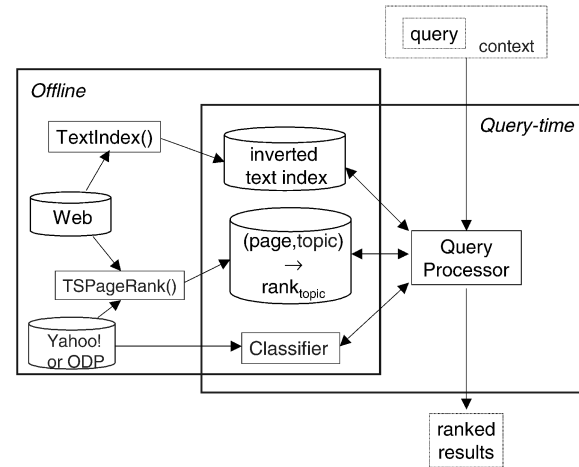 query
context
Offline
Query-time
TextIndex()
inverted
text index
Web
(page,topic)
→
rank_topic
Query
Processor
TSPageRank()
Yahoo!
or ODP
Classifier
ranked
results